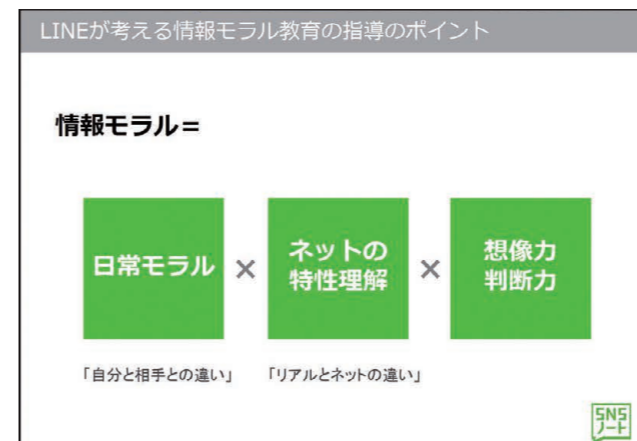 LINEが考える情報モラル教育の指導のポイント
情報モラル＝
日常モラル
×
ネットの
特性理解
×
想像力
判断力
「自分と相手との違い」
「リアルとネットの違い」
SNS
ノート